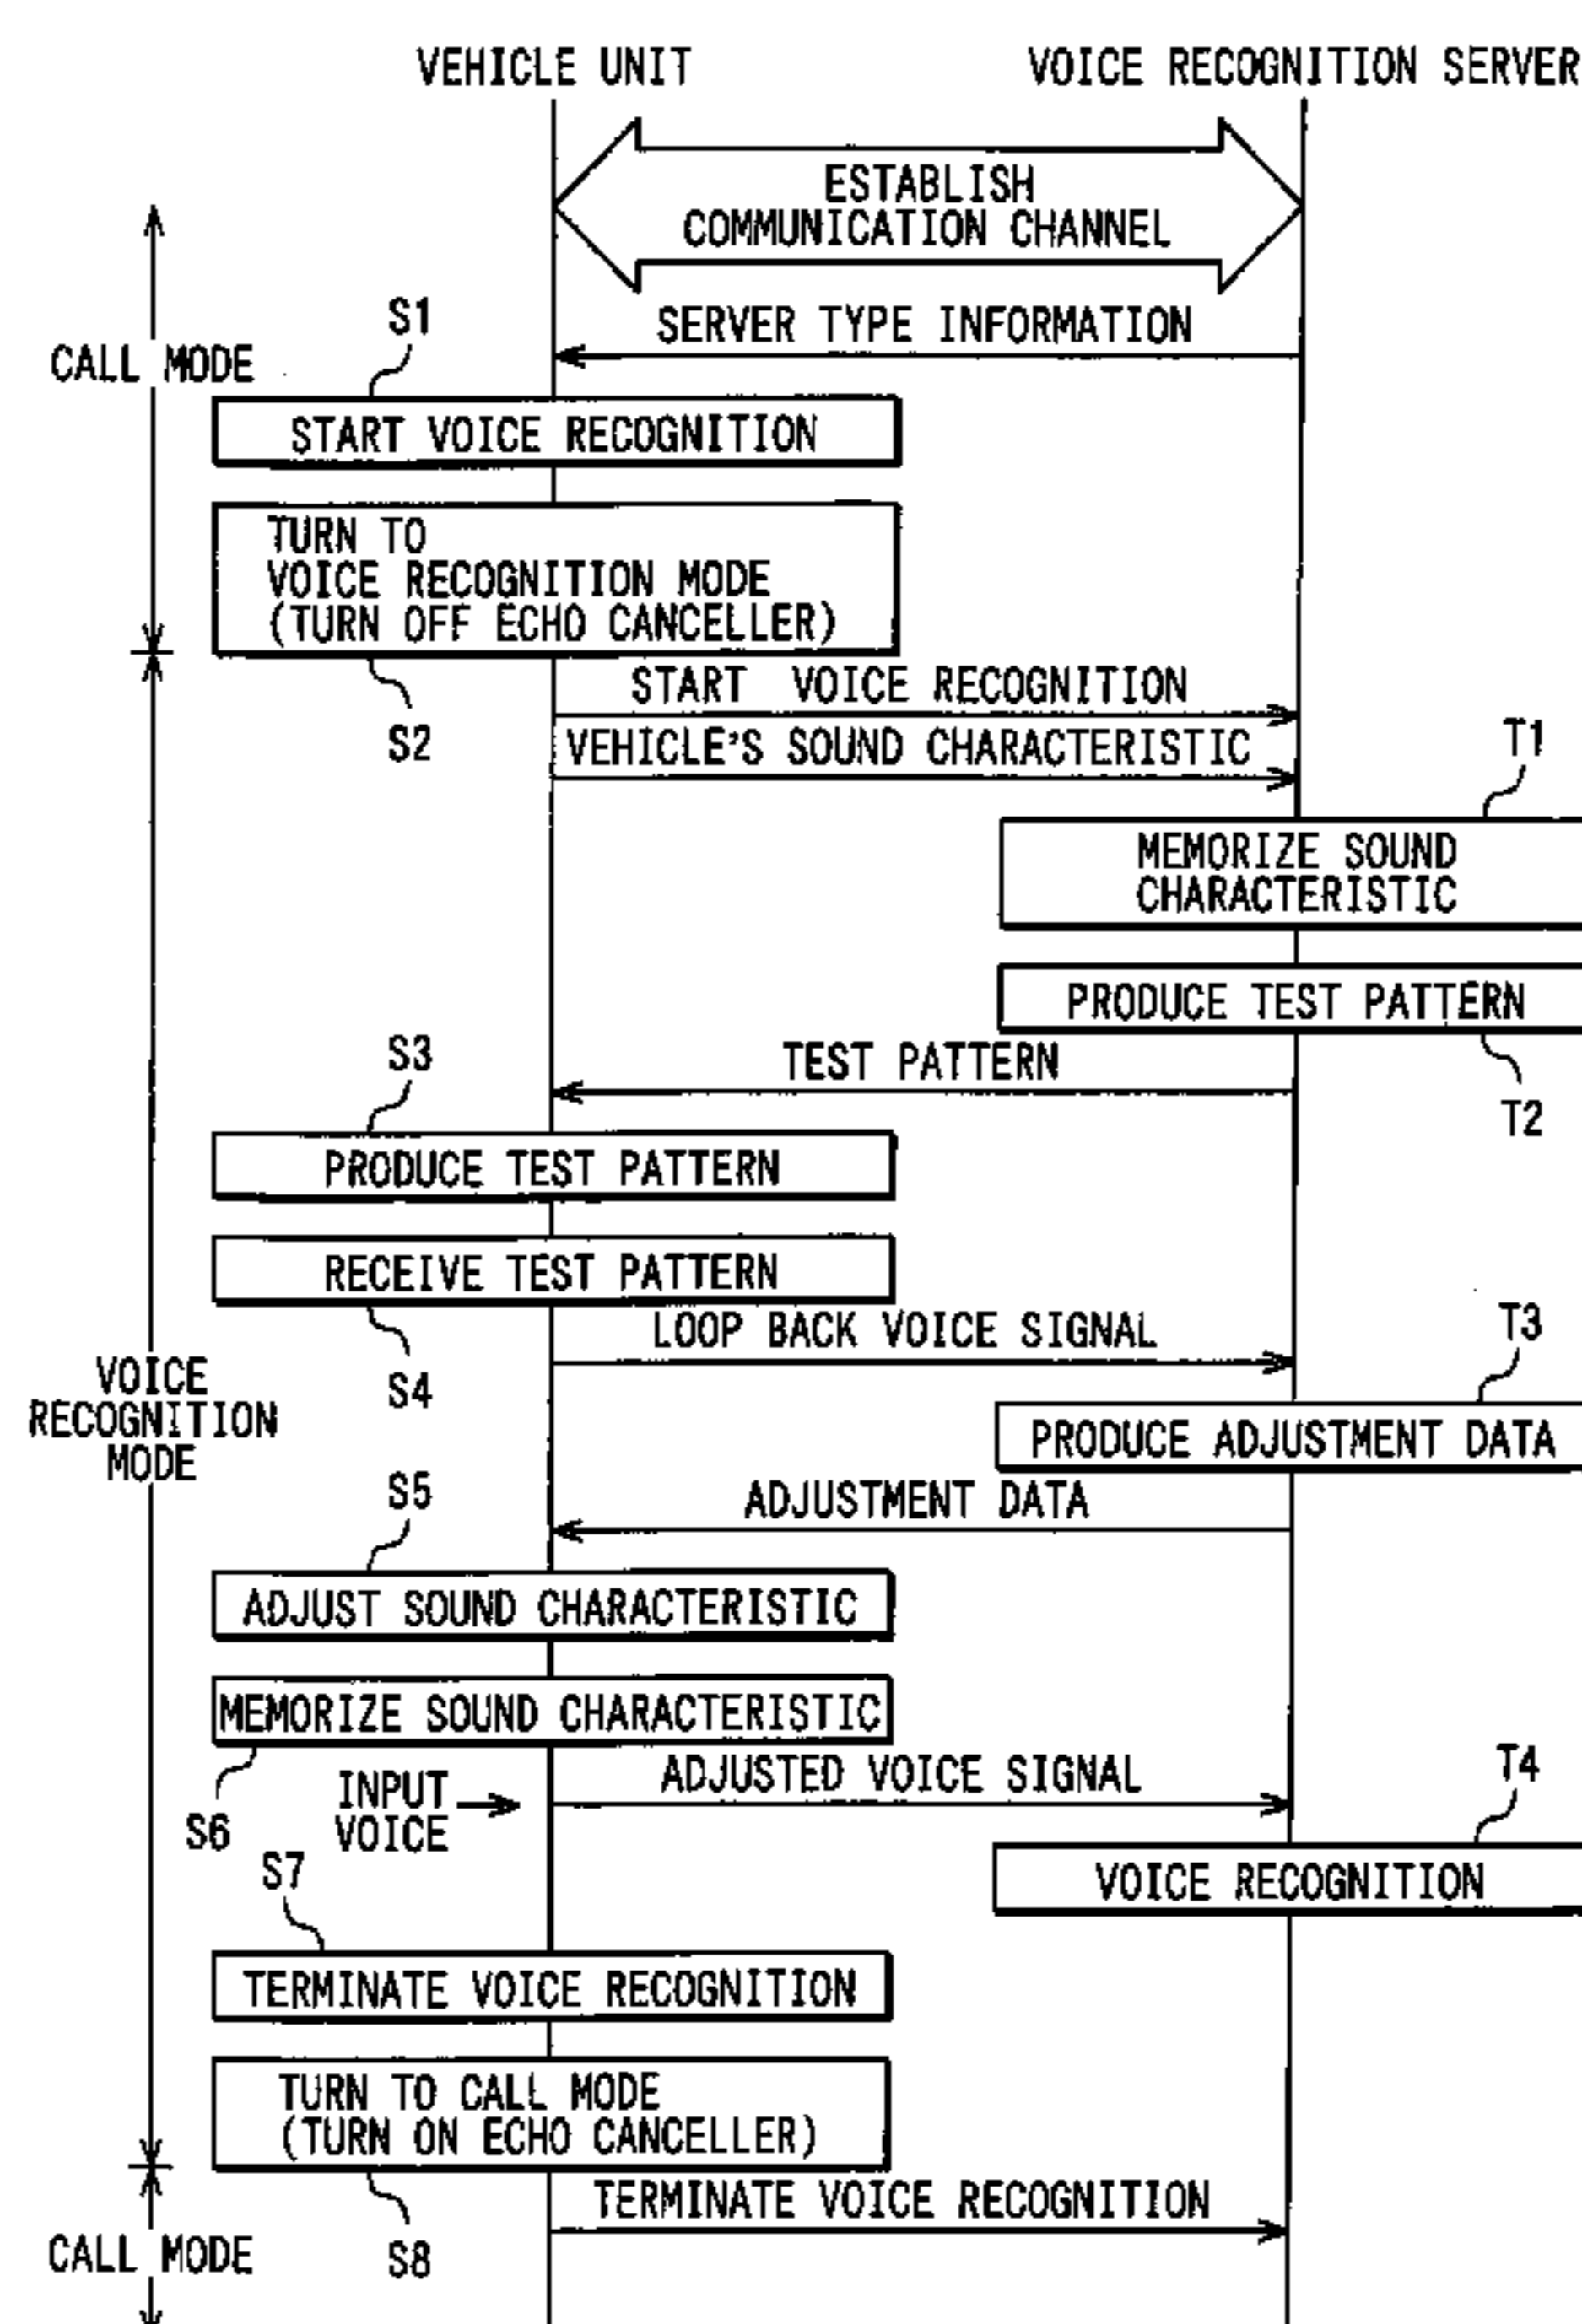 VEHICLE UNIT
VOICE RECOGNITION SERVER
ESTABLISH
COMMUNICATION CHANNEL
SERVER TYPE INFORMATION
S1
CALL MODE
START VOICE RECOGNITION
TURN TO
VOICE RECOGNITION MODE
(TURN OFF ECHO CANCELLER)
START VOICE RECOGNITION
S2
VEHICLE'S SOUND CHARACTERISTIC
T1
MEMORIZE SOUND
CHARACTERISTIC
PRODUCE TEST PATTERN
S3
TEST PATTERN
T2
PRODUCE TEST PATTERN
RECEIVE TEST PATTERN
LOOP BACK VOICE SIGNAL
T3
S4
VOICE
RECOGNITION
MODE
PRODUCE ADJUSTMENT DATA
S5
ADJUSTMENT DATA
ADJUST SOUND CHARACTERISTIC
MEMORIZE SOUND CHARACTERISTIC
ADJUSTED VOICE SIGNAL
T4
INPUT
VOICE
S6
S7
VOICE RECOGNITION
TERMINATE VOICE RECOGNITION
TURN TO CALL MODE
(TURN ON ECHO CANCELLER)
TERMINATE VOICE RECOGNITION
CALL MODE
S8